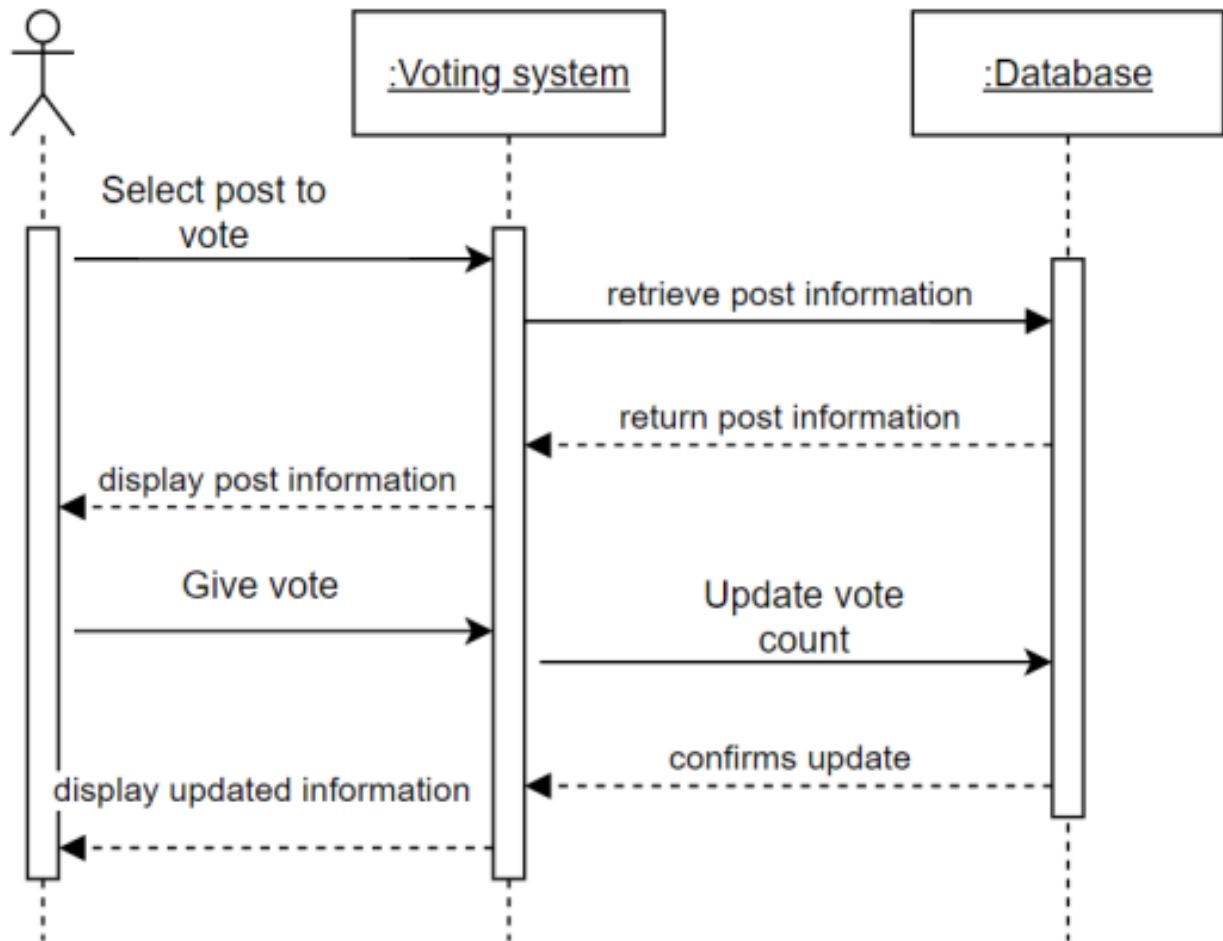 :Voting system
:Database
Select post to
vote
retrieve post information
return post information
display post information
Give vote
Update vote
count
confirms update
display updated information